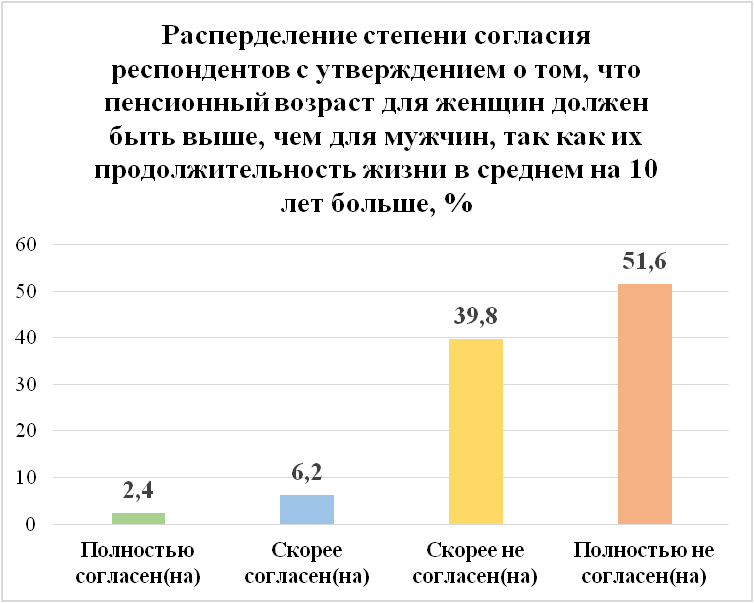 Расперделение степени согласия
респондентов с утверждением о том, что
пенсионный возраст для женщин должен
быть выше, чем для мужчин, так как их
продолжительность жизни в среднем на 10
лет больше, %
60
50
40
30
20
10
0
2,4
6,2
39,8
51,6
Полностью
согласен(на)
Скорее
согласен(на)
Скорее не
согласен(на)
Полностью не
согласен(на)